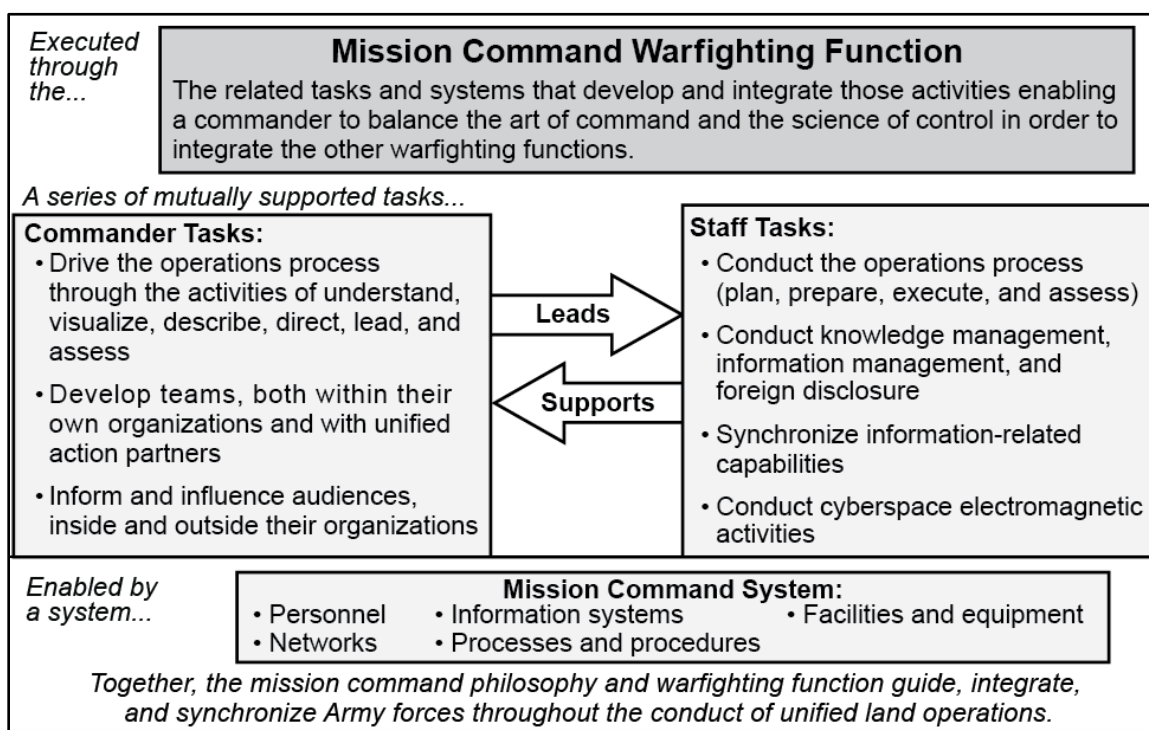 Executed
through
the...
Mission Command Warfighting Function
The related tasks and systems that develop and integrate those activities enabling
a commander to balance the art of command and the science of control in order to
integrate the other warfighting functions.
A series of mutually supported tasks...
Commander Tasks:
• Drive the operations process
through the activities of understand,
visualize, describe, direct, lead, and
assess
• Develop teams, both within their
own organizations and with unified
action partners
• Inform and influence audiences,
inside and outside their organizations
Leads
Supports
Staff Tasks:
• Conduct the operations process
(plan, prepare, execute, and assess)
• Conduct knowledge management,
information management, and
foreign disclosure
• Synchronize information-related
capabilities
• Conduct cyberspace electromagnetic
activities
Enabled by
a system...
Mission Command System:
• Personnel • Information systems • Facilities and equipment
• Networks • Processes and procedures
Together, the mission command philosophy and warfighting function guide, integrate,
and synchronize Army forces throughout the conduct of unified land operations.